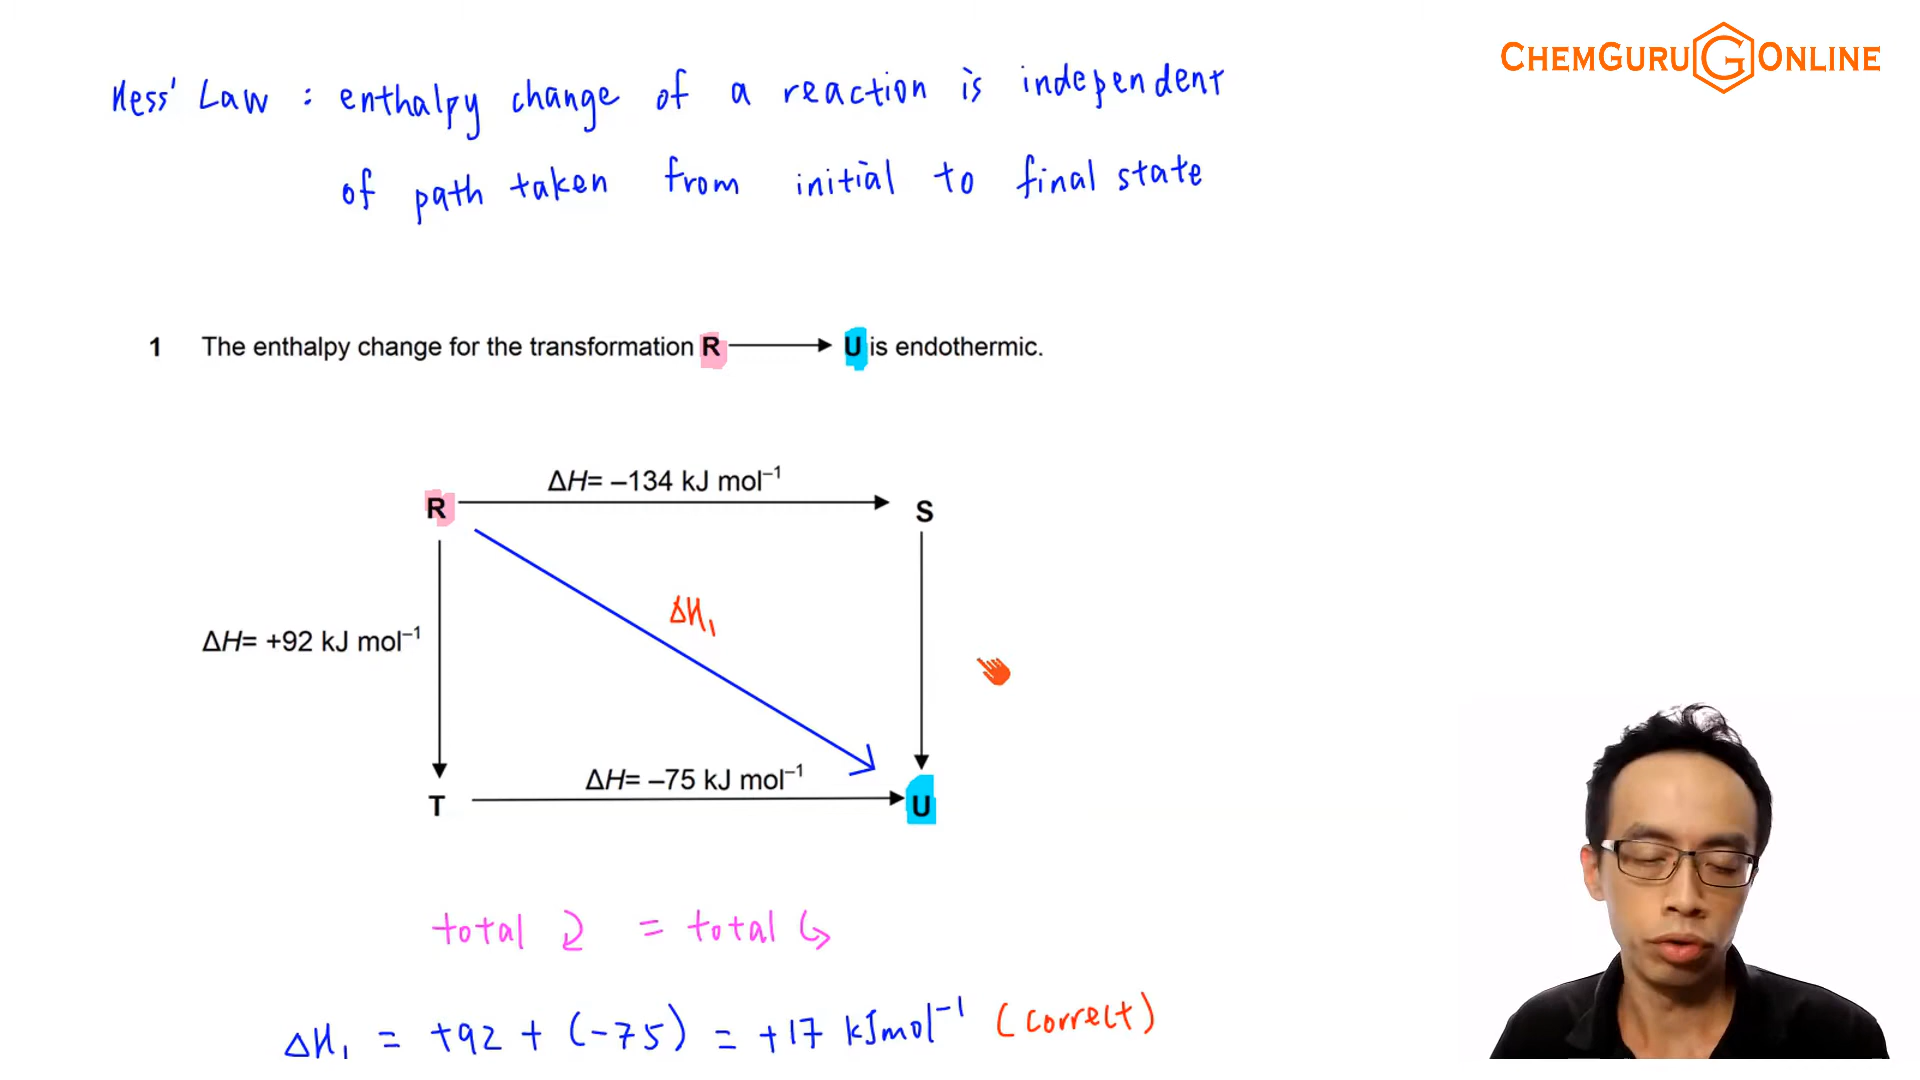 CHEMGURU G ONLINE
Hess' Law : enthalpy change of a reaction is independent
of path taken from initial to final state
1 The enthalpy change for the transformation R → U is endothermic.
ΔH= –134 kJ mol⁻¹
R S
ΔH₁
ΔH= +92 kJ mol⁻¹
ΔH= –75 kJ mol⁻¹
T U
total ⤸ = total ⤷
ΔH₁ = +92 + (-75) = +17 kJmol⁻¹ (correct)